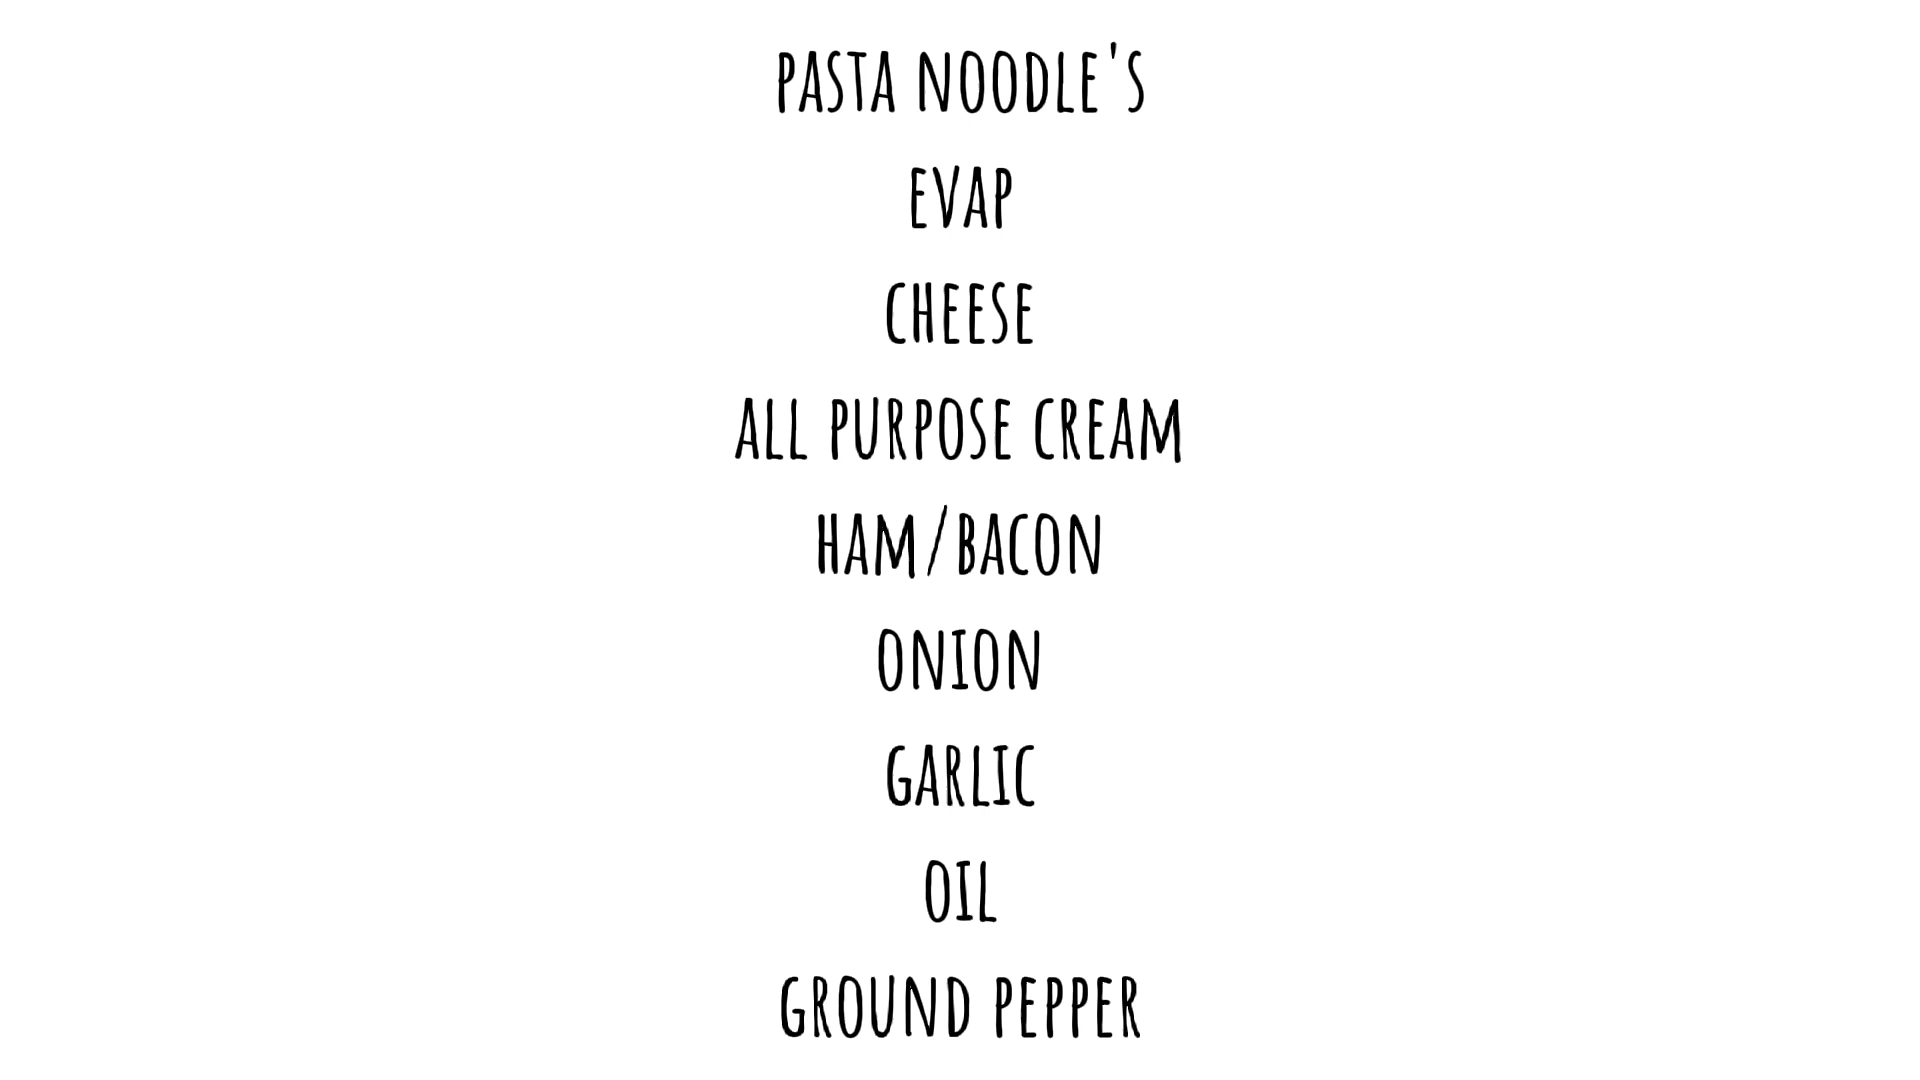 PASTA NOODLE'S
EVAP
CHEESE
ALL PURPOSE CREAM
HAM/BACON
ONION
GARLIC
OIL
GROUND PEPPER